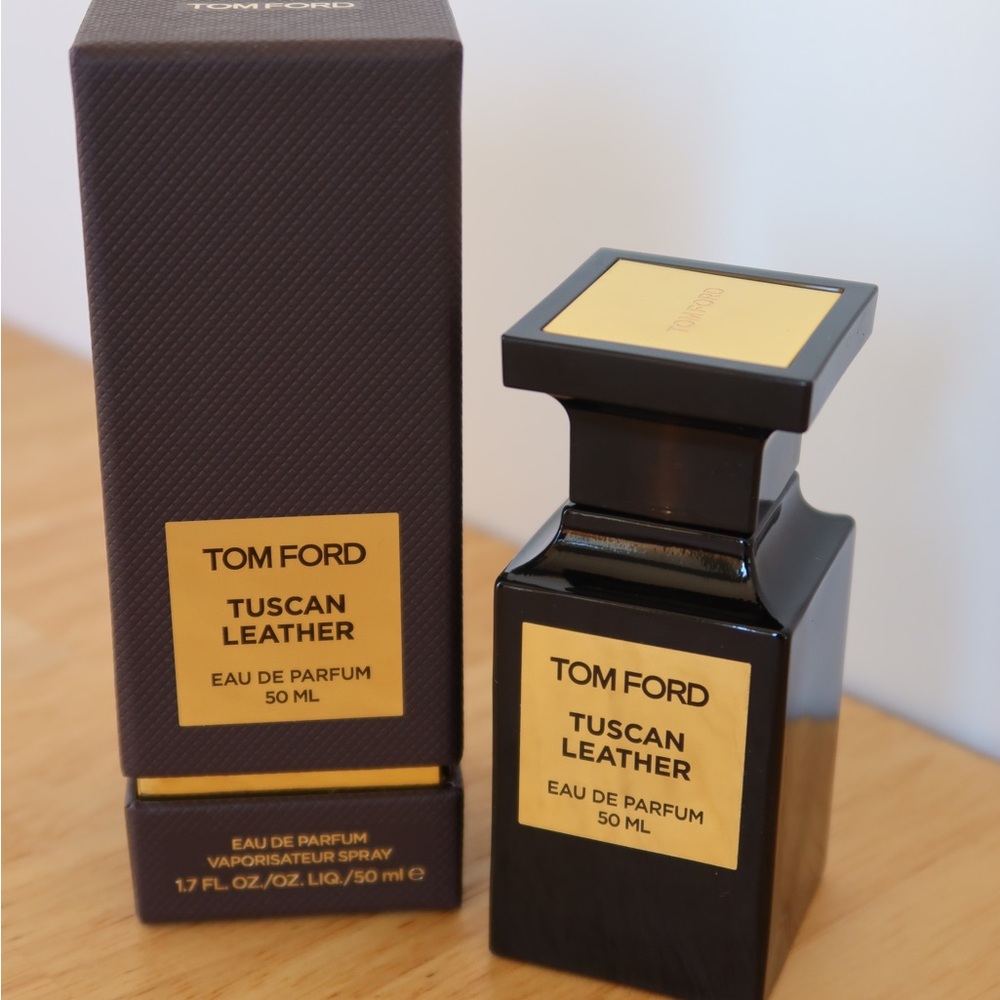 TOM FORD
TOM FORD
TUSCAN
LEATHER
EAU DE PARFUM
50 ML
EAU DE PARFUM
VAPORISATEUR SPRAY
1.7 FL. OZ./OZ. LIQ./50 ml ℮
TOM FORD
TOM FORD
TUSCAN
LEATHER
EAU DE PARFUM
50 ML